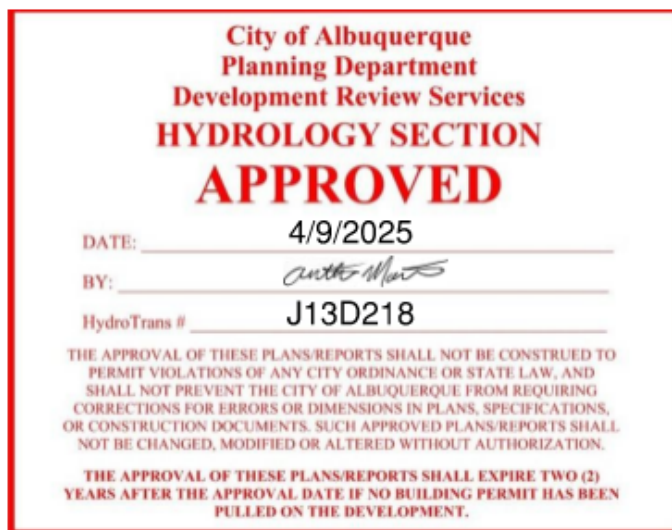 City of Albuquerque
Planning Department
Development Review Services
HYDROLOGY SECTION
APPROVED
DATE: 4/9/2025
BY:
HydroTrans # J13D218
THE APPROVAL OF THESE PLANS/REPORTS SHALL NOT BE CONSTRUED TO
PERMIT VIOLATIONS OF ANY CITY ORDINANCE OR STATE LAW, AND
SHALL NOT PREVENT THE CITY OF ALBUQUERQUE FROM REQUIRING
CORRECTIONS FOR ERRORS OR DIMENSIONS IN PLANS, SPECIFICATIONS,
OR CONSTRUCTION DOCUMENTS. SUCH APPROVED PLANS/REPORTS SHALL
NOT BE CHANGED, MODIFIED OR ALTERED WITHOUT AUTHORIZATION.
THE APPROVAL OF THESE PLANS/REPORTS SHALL EXPIRE TWO (2)
YEARS AFTER THE APPROVAL DATE IF NO BUILDING PERMIT HAS BEEN
PULLED ON THE DEVELOPMENT.